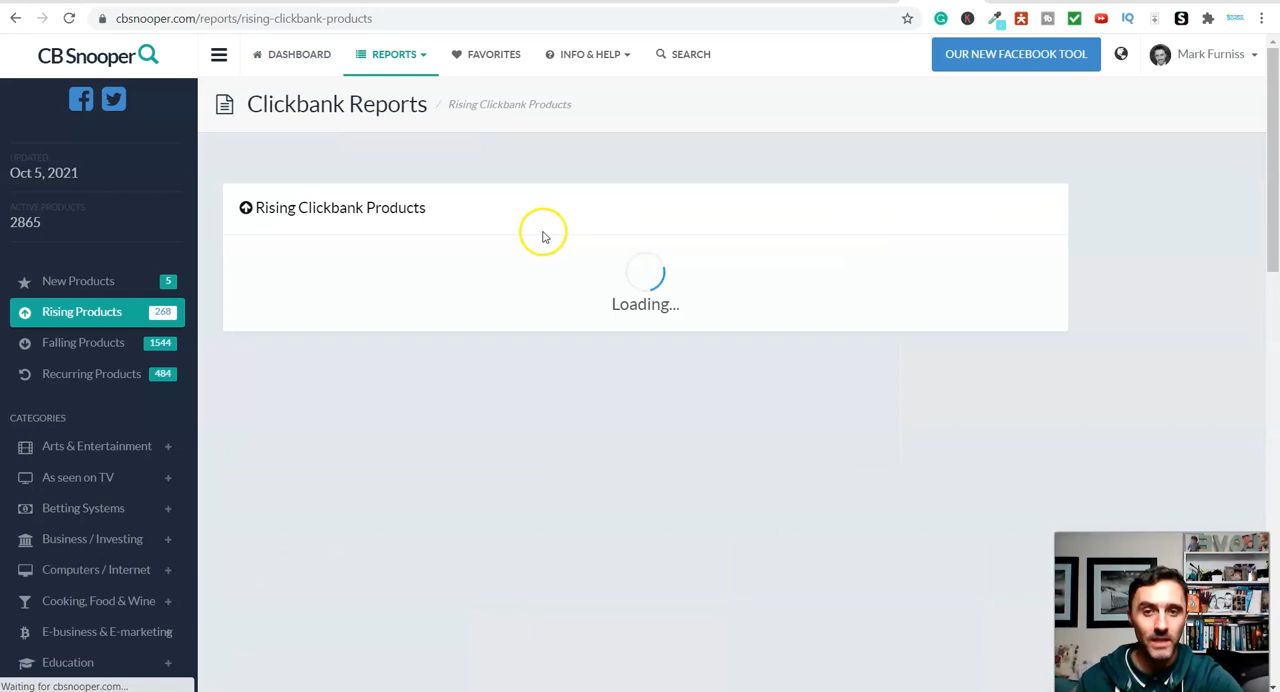 cbsnooper.com/reports/rising-clickbank-products
CB Snooper
DASHBOARD
REPORTS
FAVORITES
INFO & HELP
SEARCH
OUR NEW FACEBOOK TOOL
Mark Furniss
Clickbank Reports / Rising Clickbank Products
UPDATED
Oct 5, 2021
ACTIVE PRODUCTS
2865
New Products 5
Rising Products 268
Falling Products 1544
Recurring Products 484
CATEGORIES
Arts & Entertainment +
As seen on TV +
Betting Systems +
Business / Investing +
Computers / Internet +
Cooking, Food & Wine +
E-business & E-marketing
Education +
Waiting for cbsnooper.com...
Rising Clickbank Products
Loading...